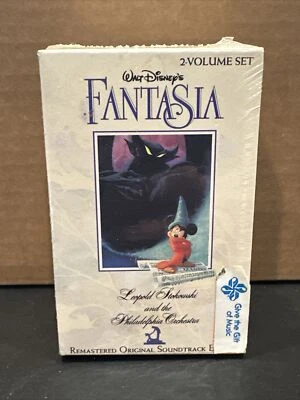 2-VOLUME SET
WALT DISNEY'S
FANTASIA
Leopold Stokowski
and the
Philadelphia Orchestra
REMASTERED ORIGINAL SOUNDTRACK E
Give the Gift
of Music